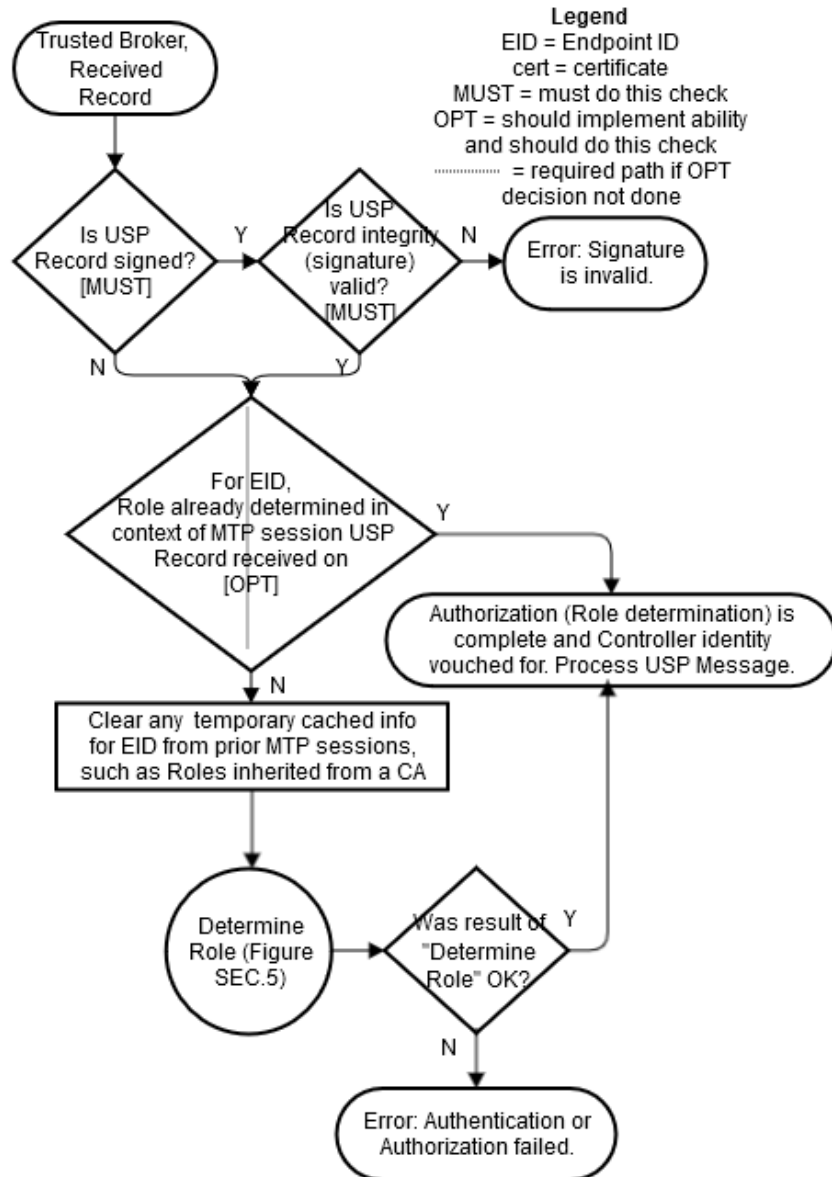 Legend
EID = Endpoint ID
cert = certificate
MUST = must do this check
OPT = should implement ability
and should do this check
= required path if OPT
decision not done
Trusted Broker,
Received
Record
Is USP
Record signed?
[MUST]
Y
Is USP
Record integrity
(signature)
valid?
[MUST]
N
Error: Signature
is invalid.
N
Y
For EID,
Role already determined in
context of MTP session USP
Record received on
[OPT]
Y
Authorization (Role determination) is
complete and Controller identity
vouched for. Process USP Message.
N
Clear any temporary cached info
for EID from prior MTP sessions,
such as Roles inherited from a CA
Determine
Role (Figure
SEC.5)
Was result of
"Determine
Role" OK?
Y
N
Error: Authentication or
Authorization failed.